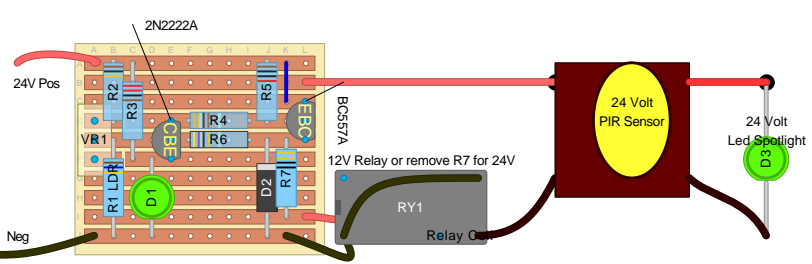 2N2222A
24V Pos
A B C D E F G H I J K L
A
B
C
H
I
R2
R3
R5
R4
R6
VR1
CBE
EBC
BC557A
R1 LDR
D1
D2
R7
Neg
12V Relay or remove R7 for 24V
RY1
Relay Coil
24 Volt
PIR Sensor
24 Volt
Led Spotlight
D3